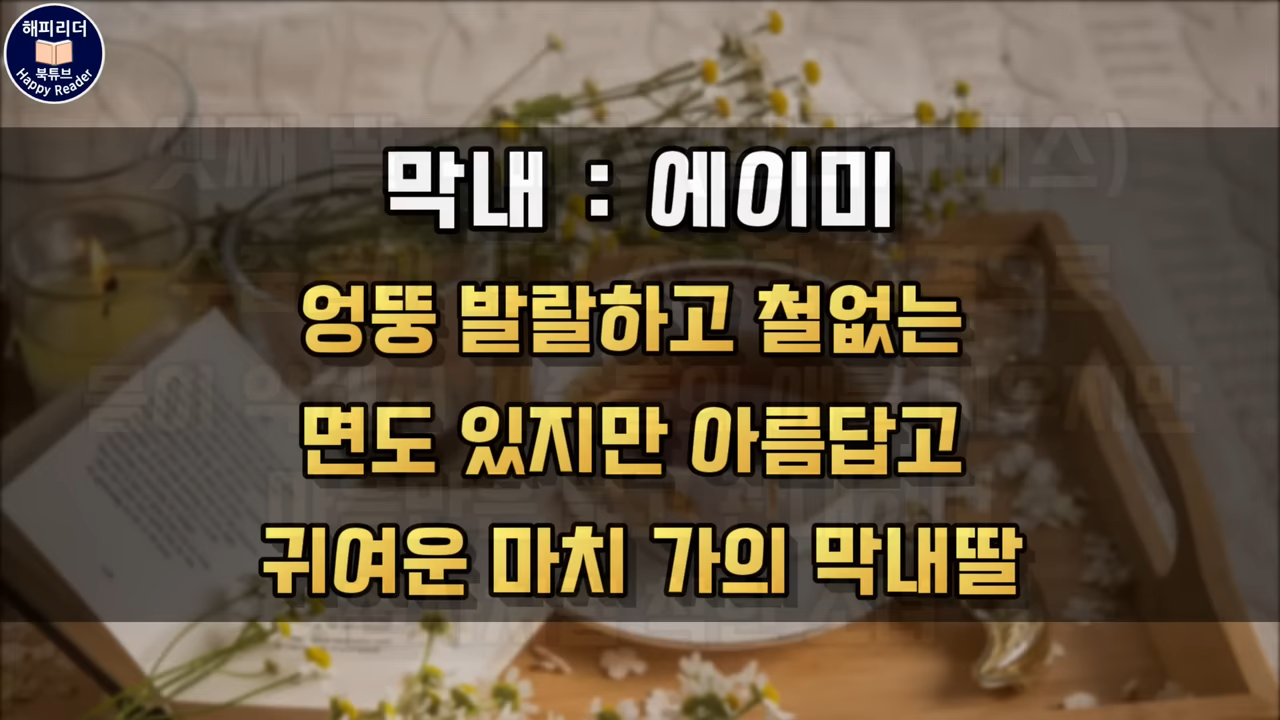 해피리더
북튜브
Happy Reader
막내 : 에이미
엉뚱 발랄하고 철없는
면도 있지만 아름답고
귀여운 마치 가의 막내딸